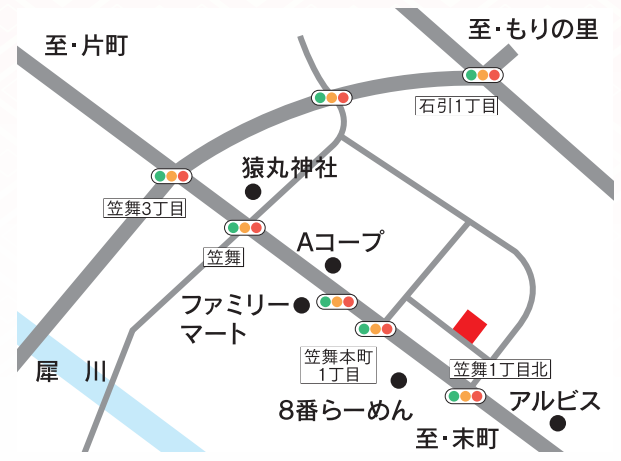 至・片町
至・もりの里
石引1丁目
猿丸神社
笠舞3丁目
笠舞
Aコープ
ファミリー
マート
笠舞本町
1丁目
笠舞1丁目北
犀 川
8番らーめん
アルビス
至・末町